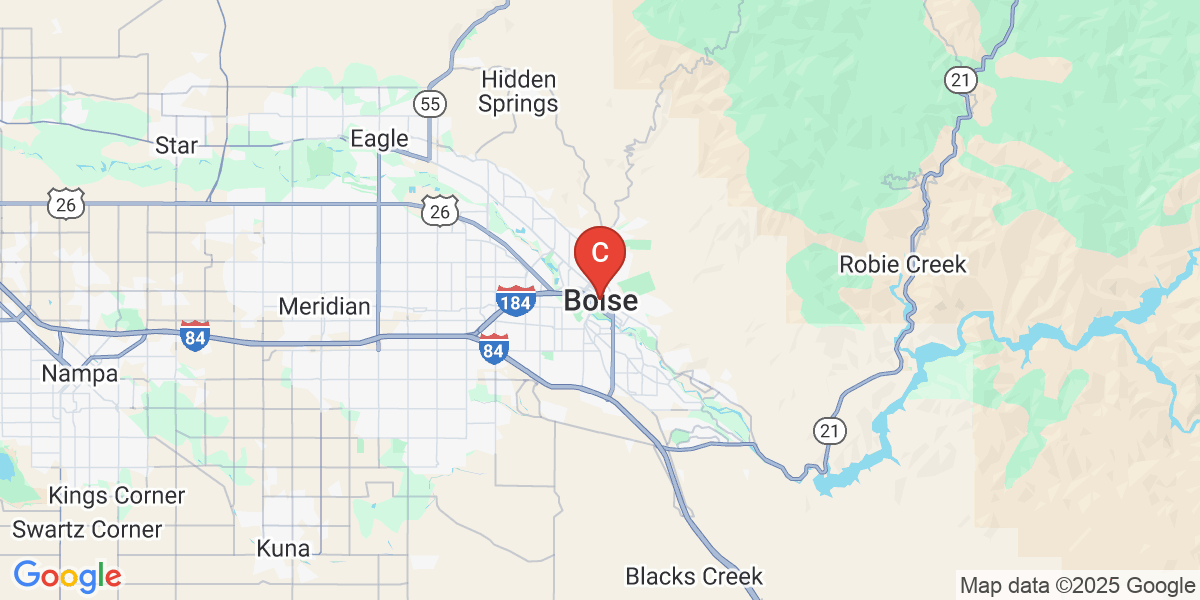 Hidden
Springs
21
55
Eagle
Star
26
26
C
Robie Creek
Boise
184
Meridian
84
84
Nampa
21
Kings Corner
Swartz Corner
Kuna
Blacks Creek
Google
Map data ©2025 Google